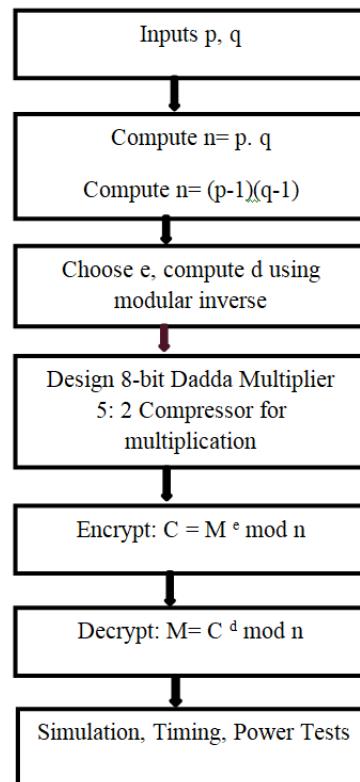 Inputs p, q
Compute n= p. q
Compute n= (p-1)(q-1)
Choose e, compute d using
modular inverse
Design 8-bit Dadda Multiplier
5: 2 Compressor for
multiplication
Encrypt: C = M ᵉ mod n
Decrypt: M= C ᵈ mod n
Simulation, Timing, Power Tests